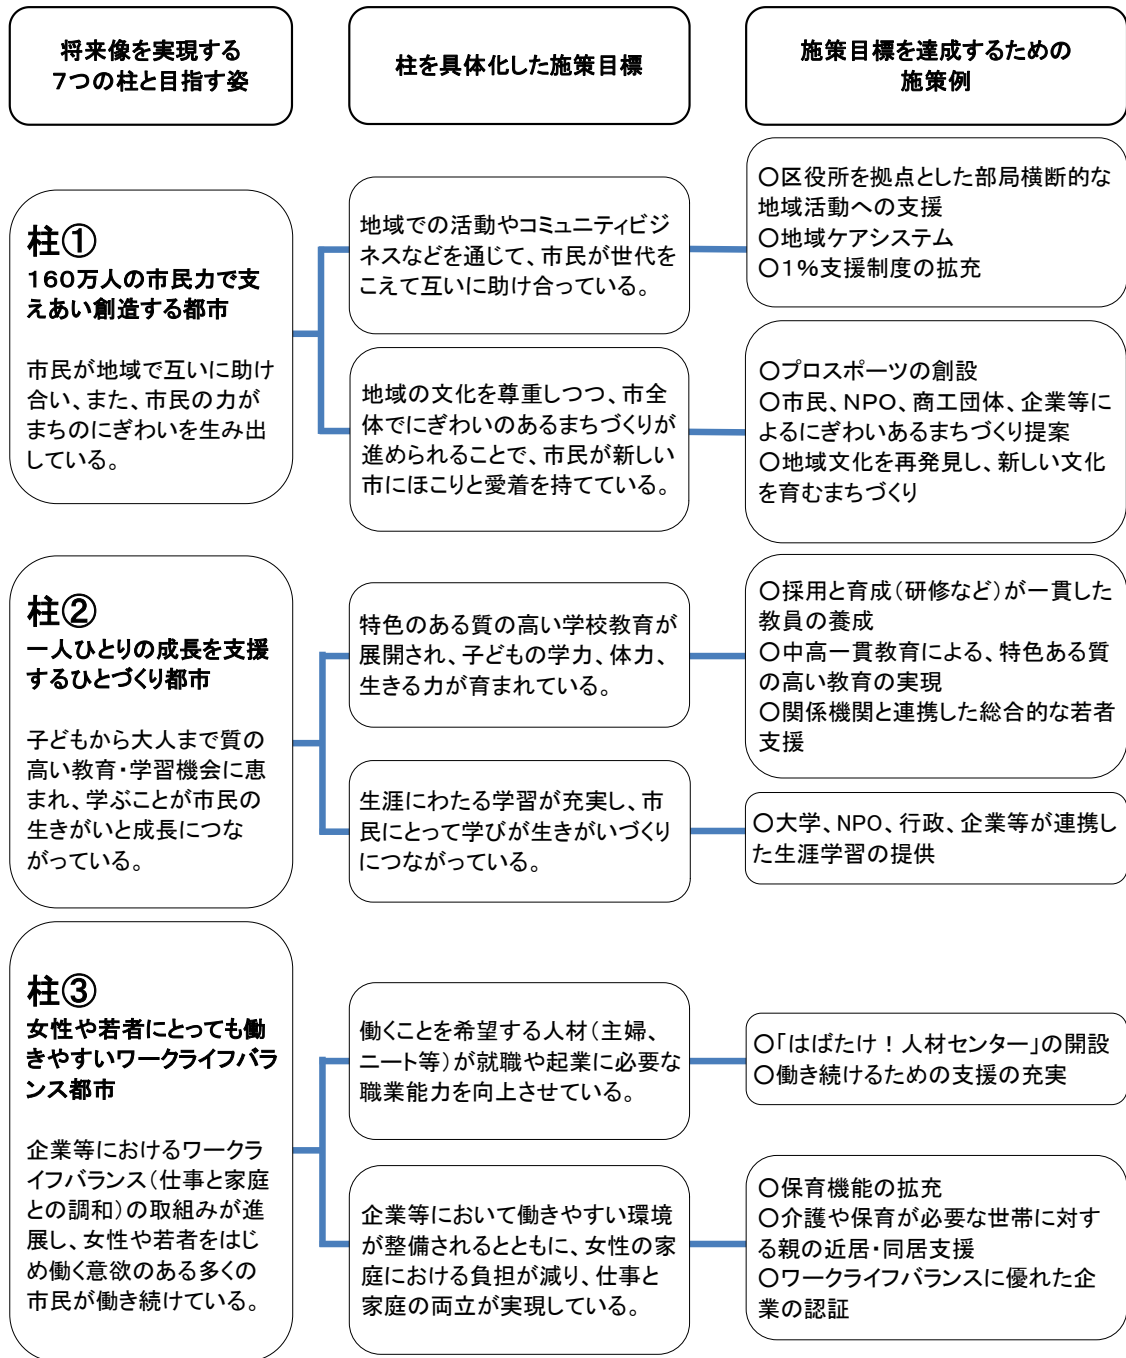 将来像を実現する
7つの柱と目指す姿
柱を具体化した施策目標
施策目標を達成するための
施策例
柱①
160万人の市民力で支
えあい創造する都市
市民が地域で互いに助け
合い、また、市民の力が
まちのにぎわいを生み出
している。
地域での活動やコミュニティビジ
ネスなどを通じて、市民が世代を
こえて互いに助け合っている。
○区役所を拠点とした部局横断的な
地域活動への支援
○地域ケアシステム
○1%支援制度の拡充
地域の文化を尊重しつつ、市全
体でにぎわいのあるまちづくりが
進められることで、市民が新しい
市にほこりと愛着を持てている。
○プロスポーツの創設
○市民、NPO、商工団体、企業等に
よるにぎわいあるまちづくり提案
○地域文化を再発見し、新しい文化
を育むまちづくり
柱②
一人ひとりの成長を支援
するひとづくり都市
子どもから大人まで質の
高い教育・学習機会に恵
まれ、学ぶことが市民の
生きがいと成長につな
がっている。
特色のある質の高い学校教育が
展開され、子どもの学力、体力、
生きる力が育まれている。
○採用と育成(研修など)が一貫した
教員の養成
○中高一貫教育による、特色ある質
の高い教育の実現
○関係機関と連携した総合的な若者
支援
生涯にわたる学習が充実し、市
民にとって学びが生きがいづくり
につながっている。
○大学、NPO、行政、企業等が連携し
た生涯学習の提供
柱③
女性や若者にとっても働
きやすいワークライフバラ
ンス都市
企業等におけるワークラ
イフバランス(仕事と家庭
との調和)の取組みが進
展し、女性や若者をはじ
め働く意欲のある多くの
市民が働き続けている。
働くことを希望する人材(主婦、
ニート等)が就職や起業に必要な
職業能力を向上させている。
○「はばたけ!人材センター」の開設
○働き続けるための支援の充実
企業等において働きやすい環境
が整備されるとともに、女性の家
庭における負担が減り、仕事と
家庭の両立が実現している。
○保育機能の拡充
○介護や保育が必要な世帯に対す
る親の近居・同居支援
○ワークライフバランスに優れた企
業の認証